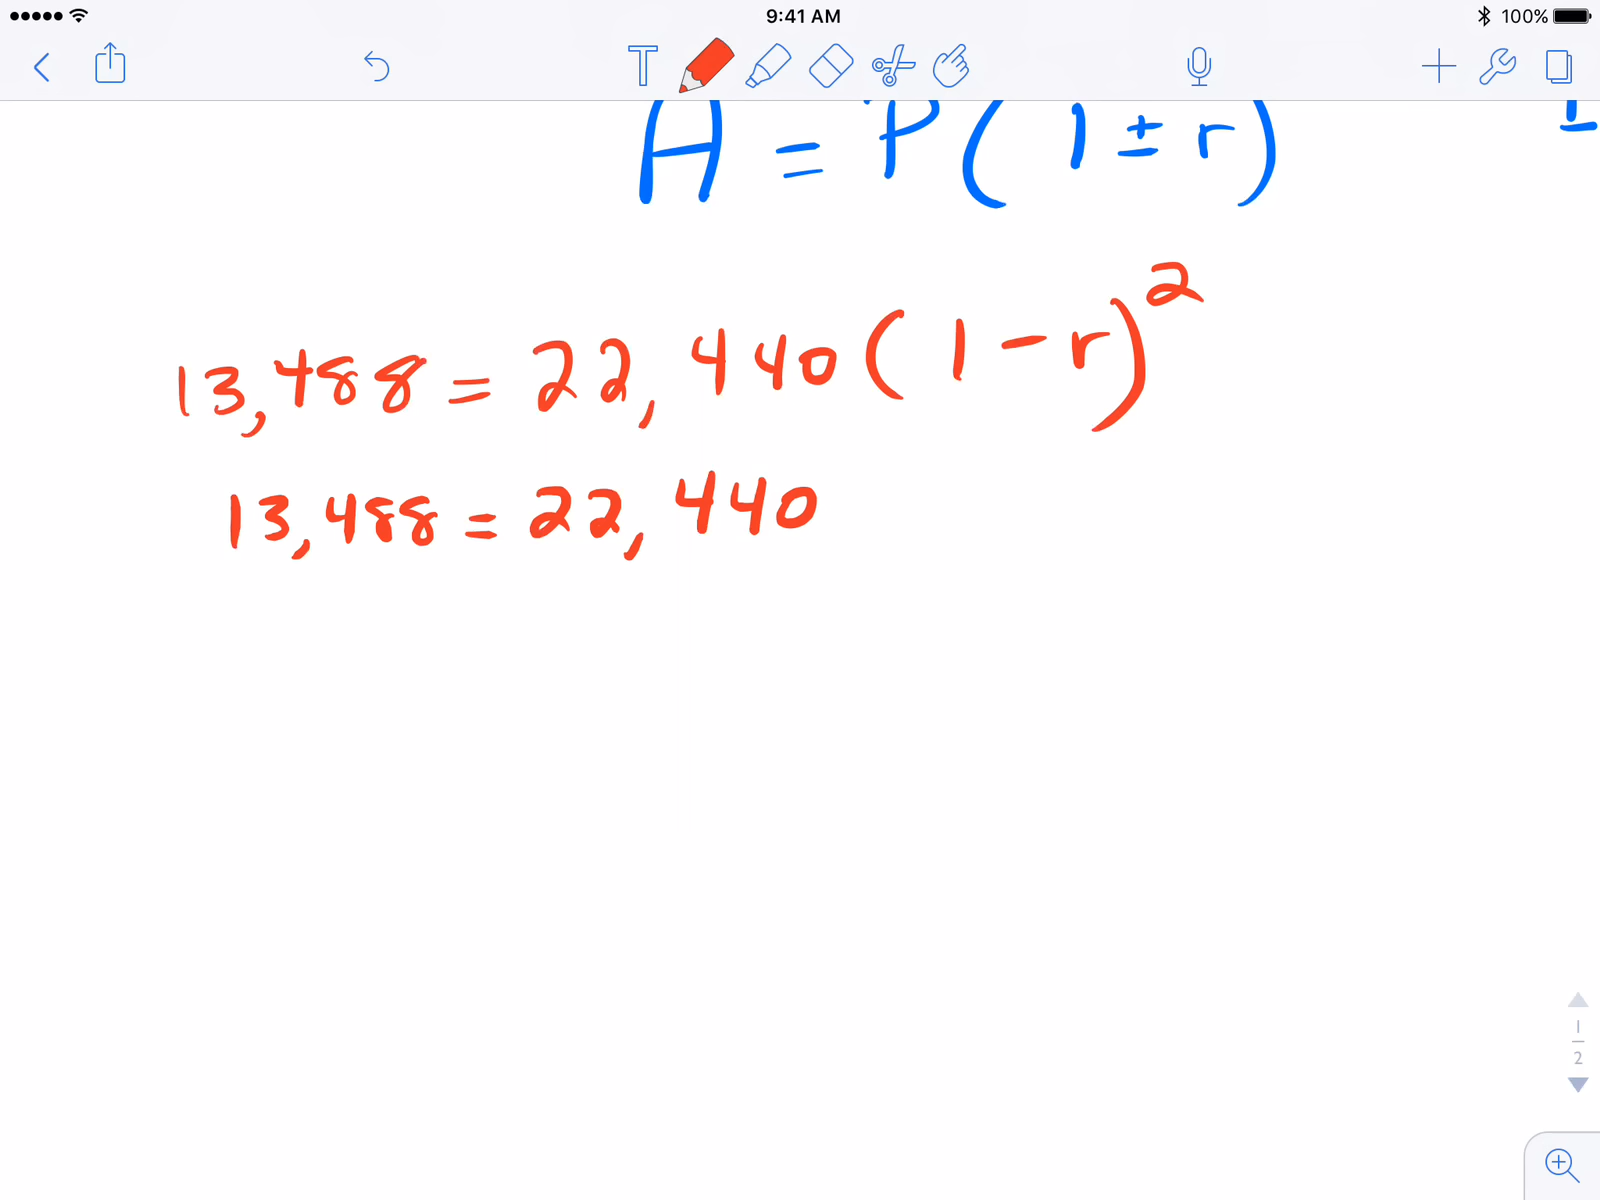 9:41 AM 100%
T
A = P(1 ± r)
13,488 = 22,440(1 - r)²
13,488 = 22,440
1
2